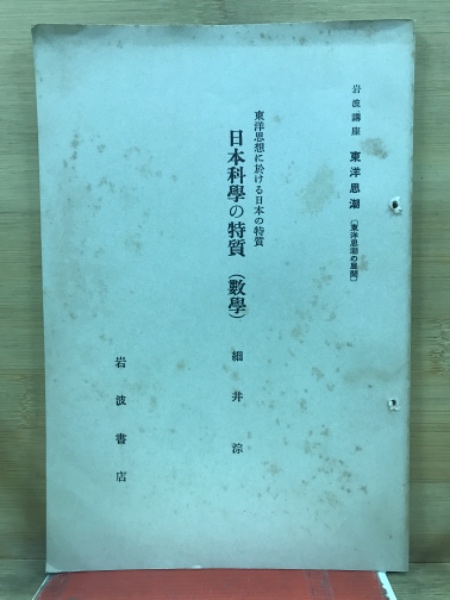 岩波講座 東洋思潮 〔東洋思潮の展開〕
東洋思想に於ける日本の特質
日本科學の特質 (數學)
細井淙
岩波書店